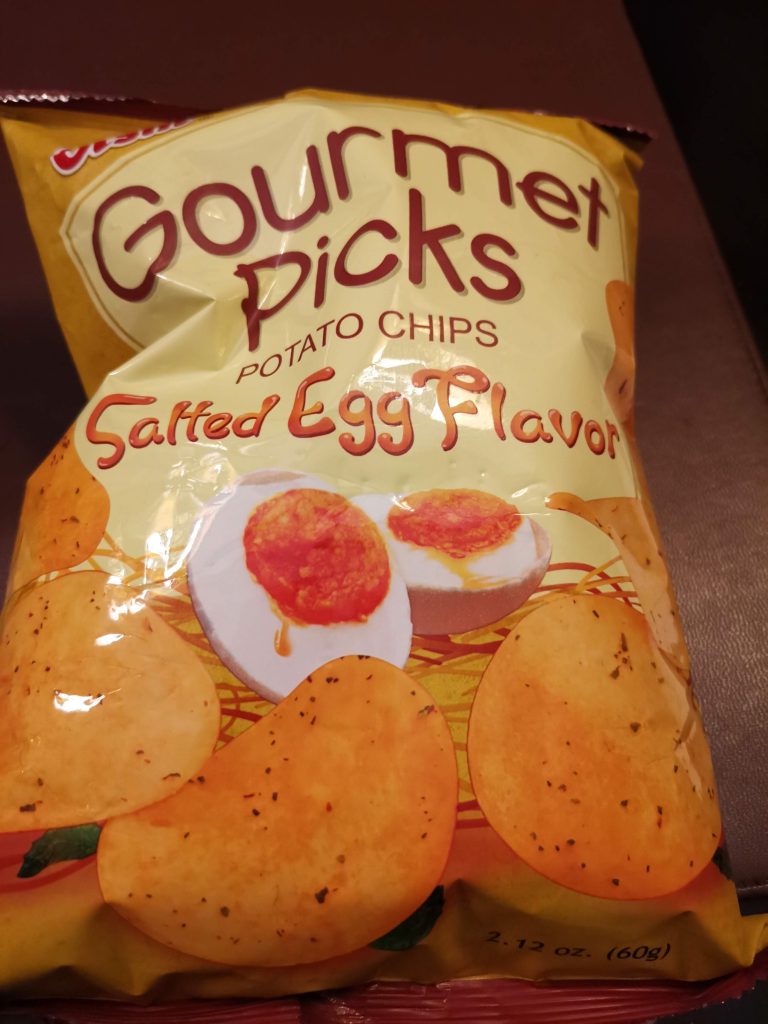 Gourmet
Picks
POTATO CHIPS
Salted Egg Flavor
2.12 oz. (60g)